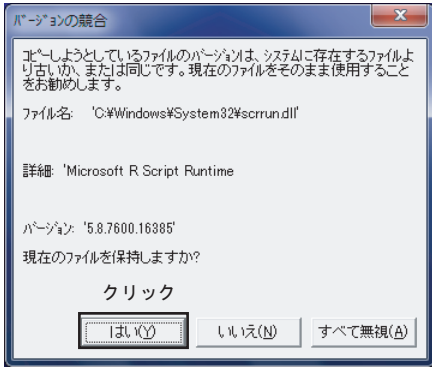 バージョンの競合
コピーしようとしているファイルのバージョンは、システムに存在するファイルよ
り古いか、または同じです。現在のファイルをそのまま使用すること
をお勧めします。
ファイル名: 'C:¥Windows¥System32¥scrrun.dll'
詳細: 'Microsoft R Script Runtime
バージョン: '5.8.7600.16385'
現在のファイルを保持しますか?
クリック
はい(Y) いいえ(N) すべて無視(A)